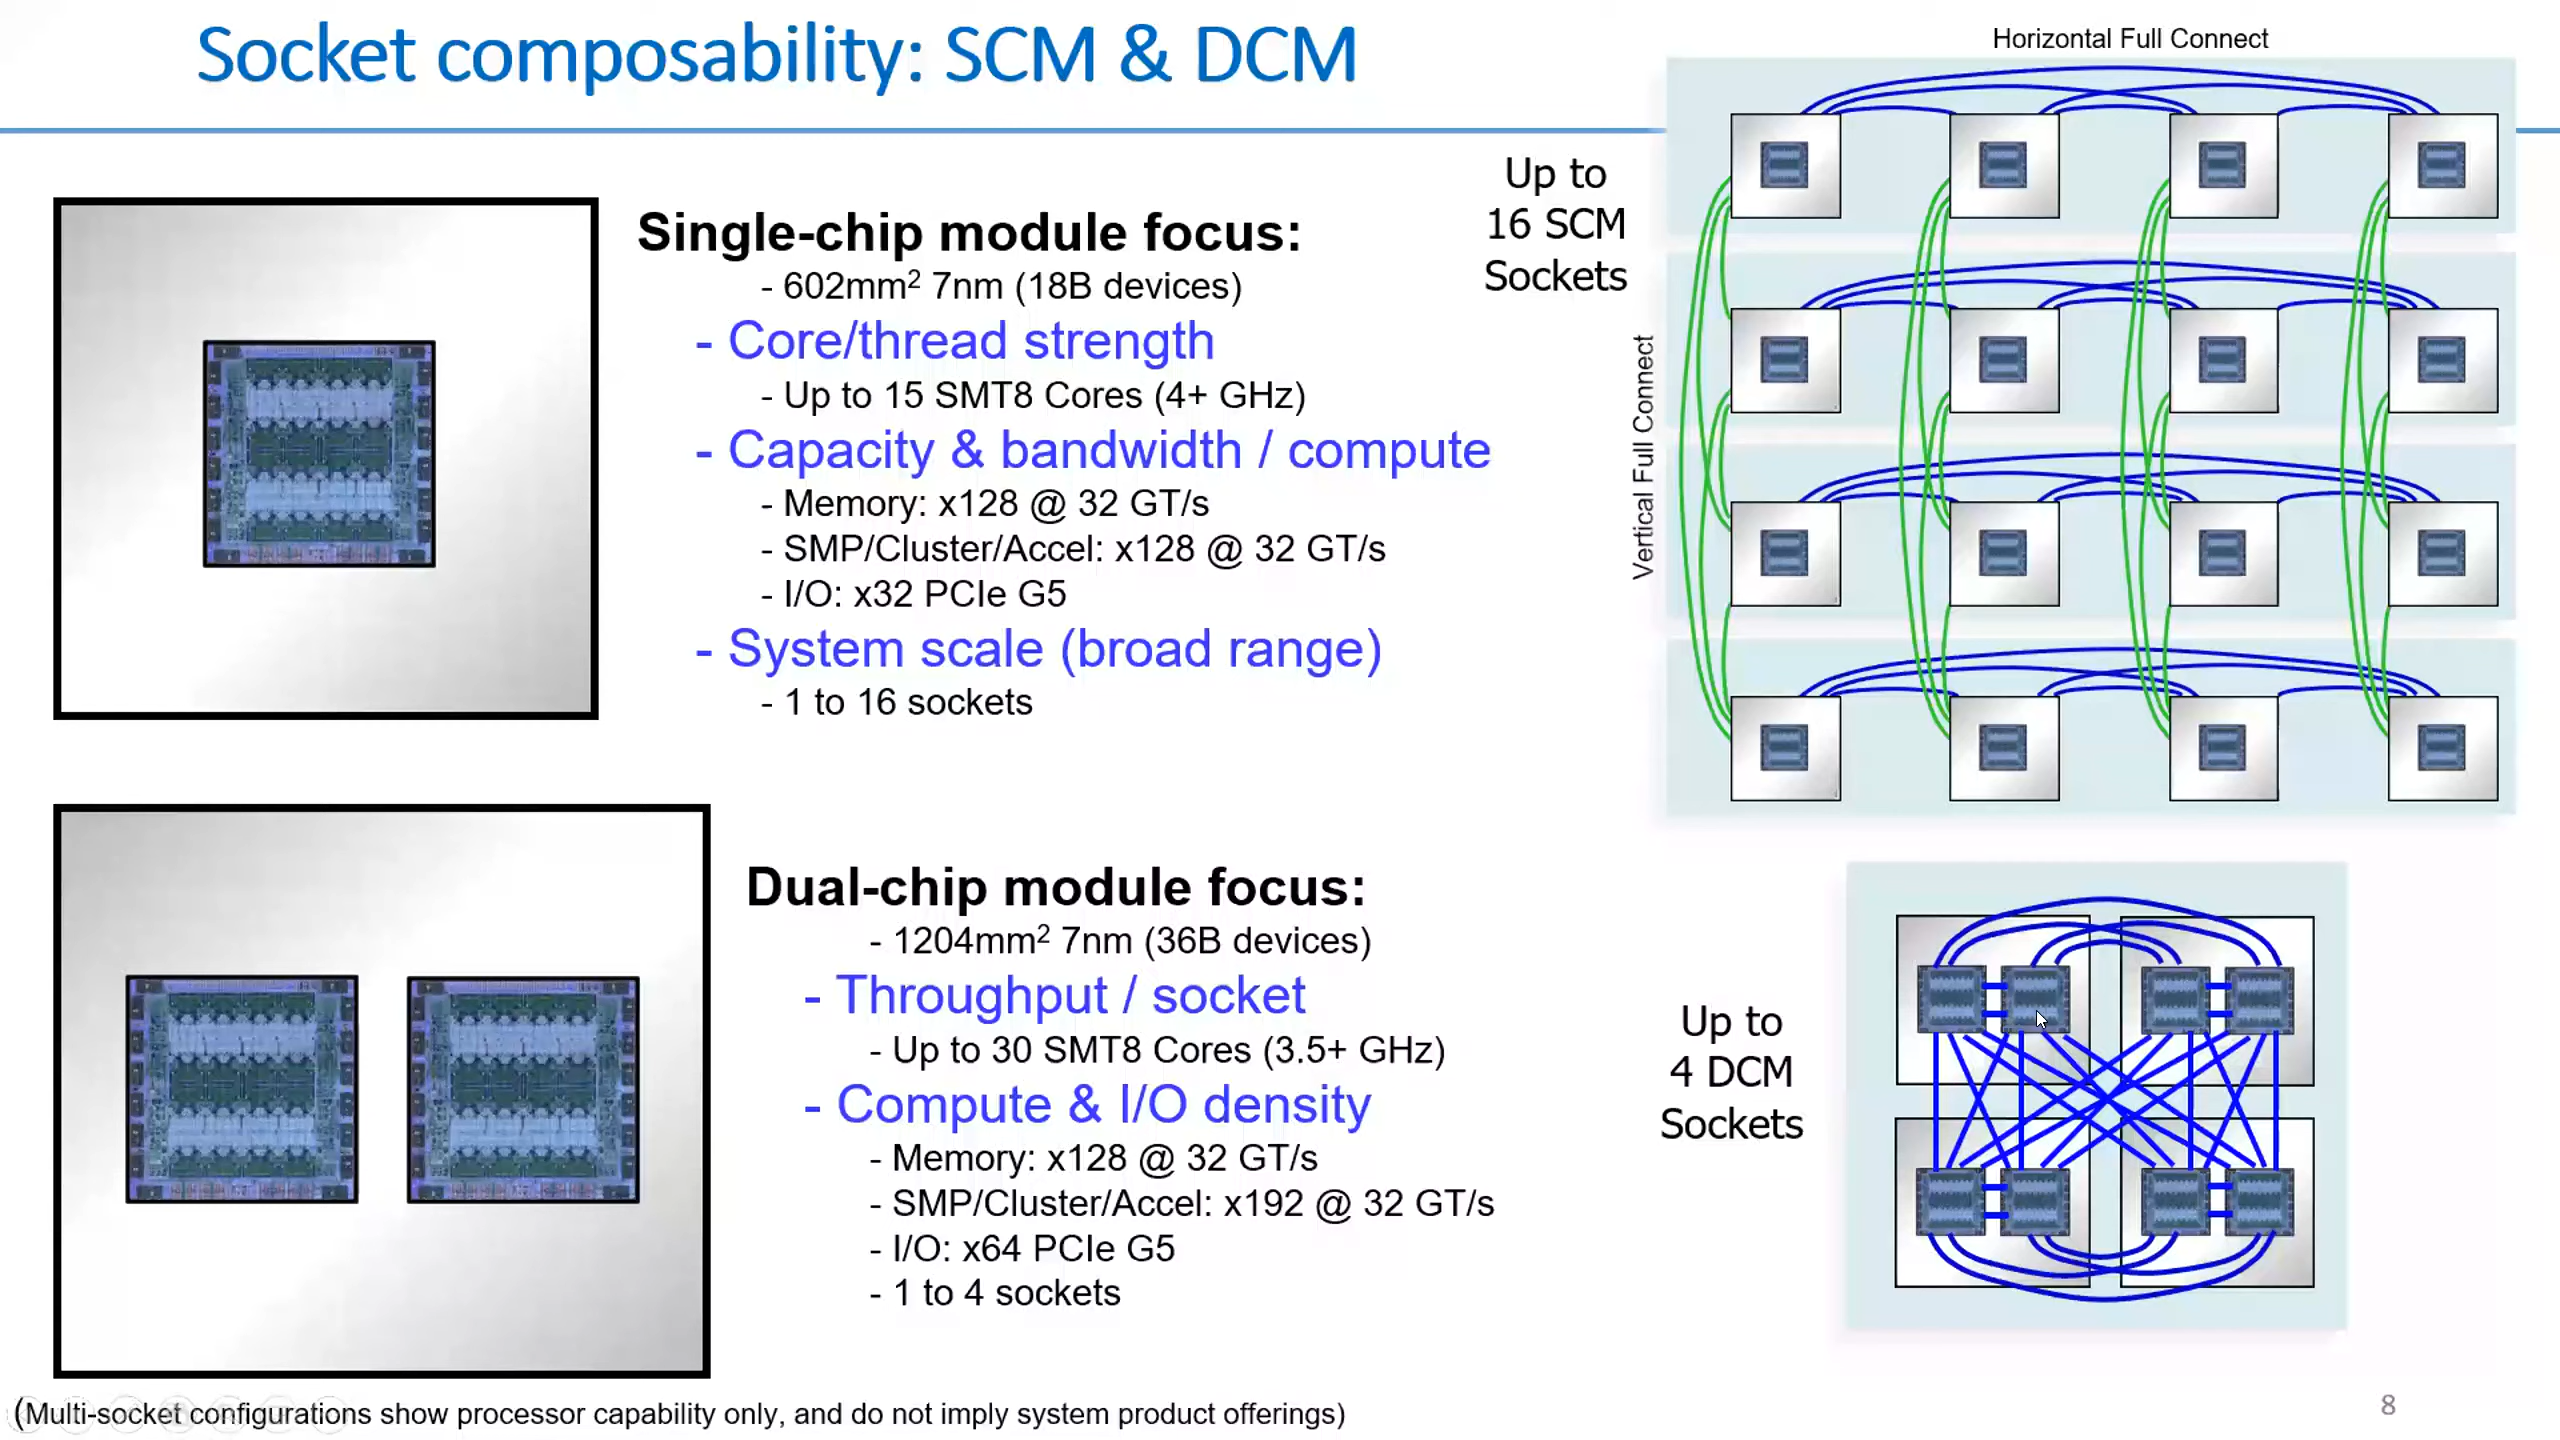 Socket composability: SCM & DCM
Single-chip module focus:
- 602mm² 7nm (18B devices)
- Core/thread strength
- Up to 15 SMT8 Cores (4+ GHz)
- Capacity & bandwidth / compute
- Memory: x128 @ 32 GT/s
- SMP/Cluster/Accel: x128 @ 32 GT/s
- I/O: x32 PCIe G5
- System scale (broad range)
- 1 to 16 sockets
Horizontal Full Connect
Up to
16 SCM
Sockets
Vertical Full Connect
Dual-chip module focus:
- 1204mm² 7nm (36B devices)
- Throughput / socket
- Up to 30 SMT8 Cores (3.5+ GHz)
- Compute & I/O density
- Memory: x128 @ 32 GT/s
- SMP/Cluster/Accel: x192 @ 32 GT/s
- I/O: x64 PCIe G5
- 1 to 4 sockets
Up to
4 DCM
Sockets
(Multi-socket configurations show processor capability only, and do not imply system product offerings)
8